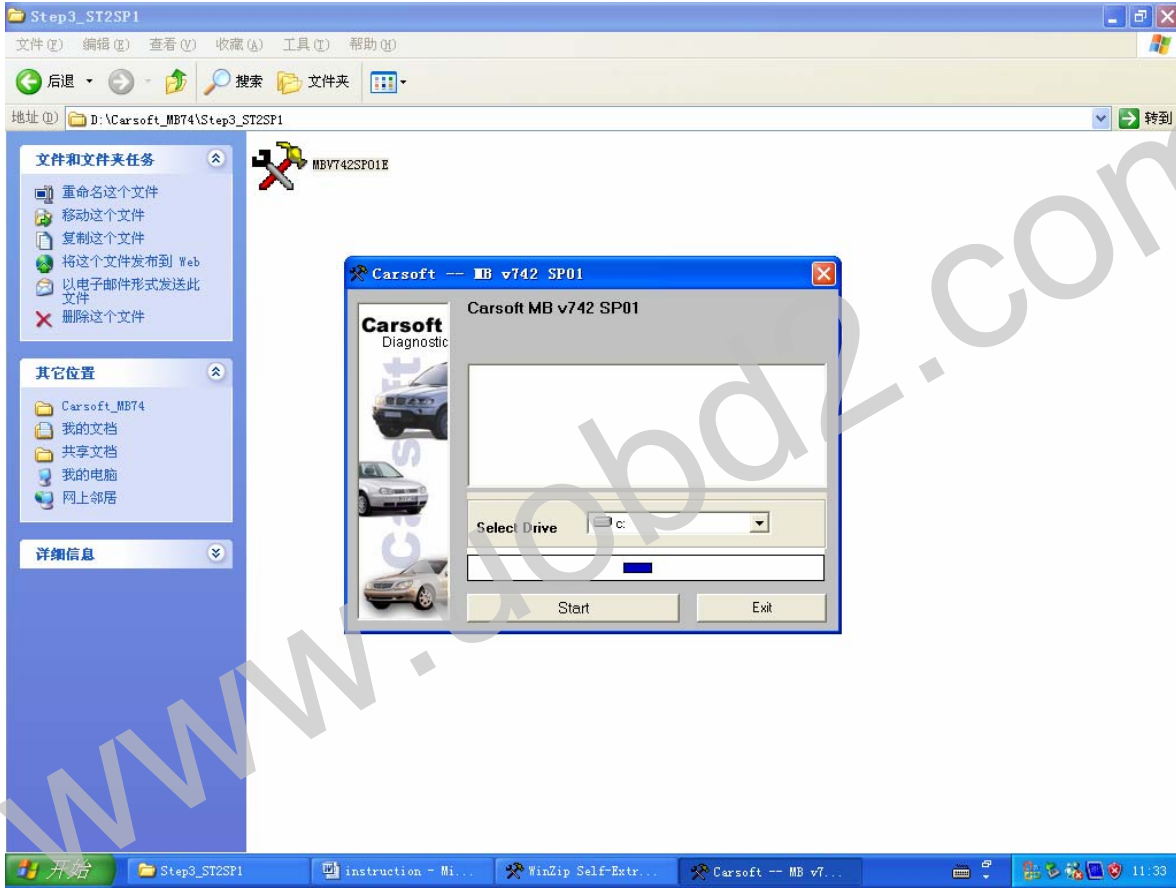 Step3_ST2SP1
文件(F) 编辑(E) 查看(V) 收藏(A) 工具(T) 帮助(H)
后退 搜索 文件夹
地址(D) D:\Carsoft_MB74\Step3_ST2SP1 转到
文件和文件夹任务
重命名这个文件
移动这个文件
复制这个文件
将这个文件发布到 Web
以电子邮件形式发送此
文件
删除这个文件
其它位置
Carsoft_MB74
我的文档
共享文档
我的电脑
网上邻居
详细信息
MBV742SP01E
Carsoft -- MB v742 SP01
Carsoft
Diagnostic
Carsoft
Carsoft MB v742 SP01
Select Drive c:
Start Exit
www.uobd2.com
开始 Step3_ST2SP1 instruction - Mi... WinZip Self-Extr... Carsoft -- MB v7... 11:33